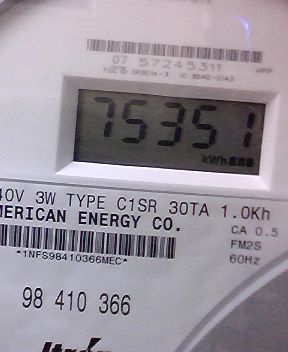 07 57245311
75351
kWh
40V 3W TYPE C1SR 30TA 1.0Kh
MERICAN ENERGY CO.
CA 0.5
FM2S
*1NFS98410366MEC*
60Hz
98 410 366
Itron